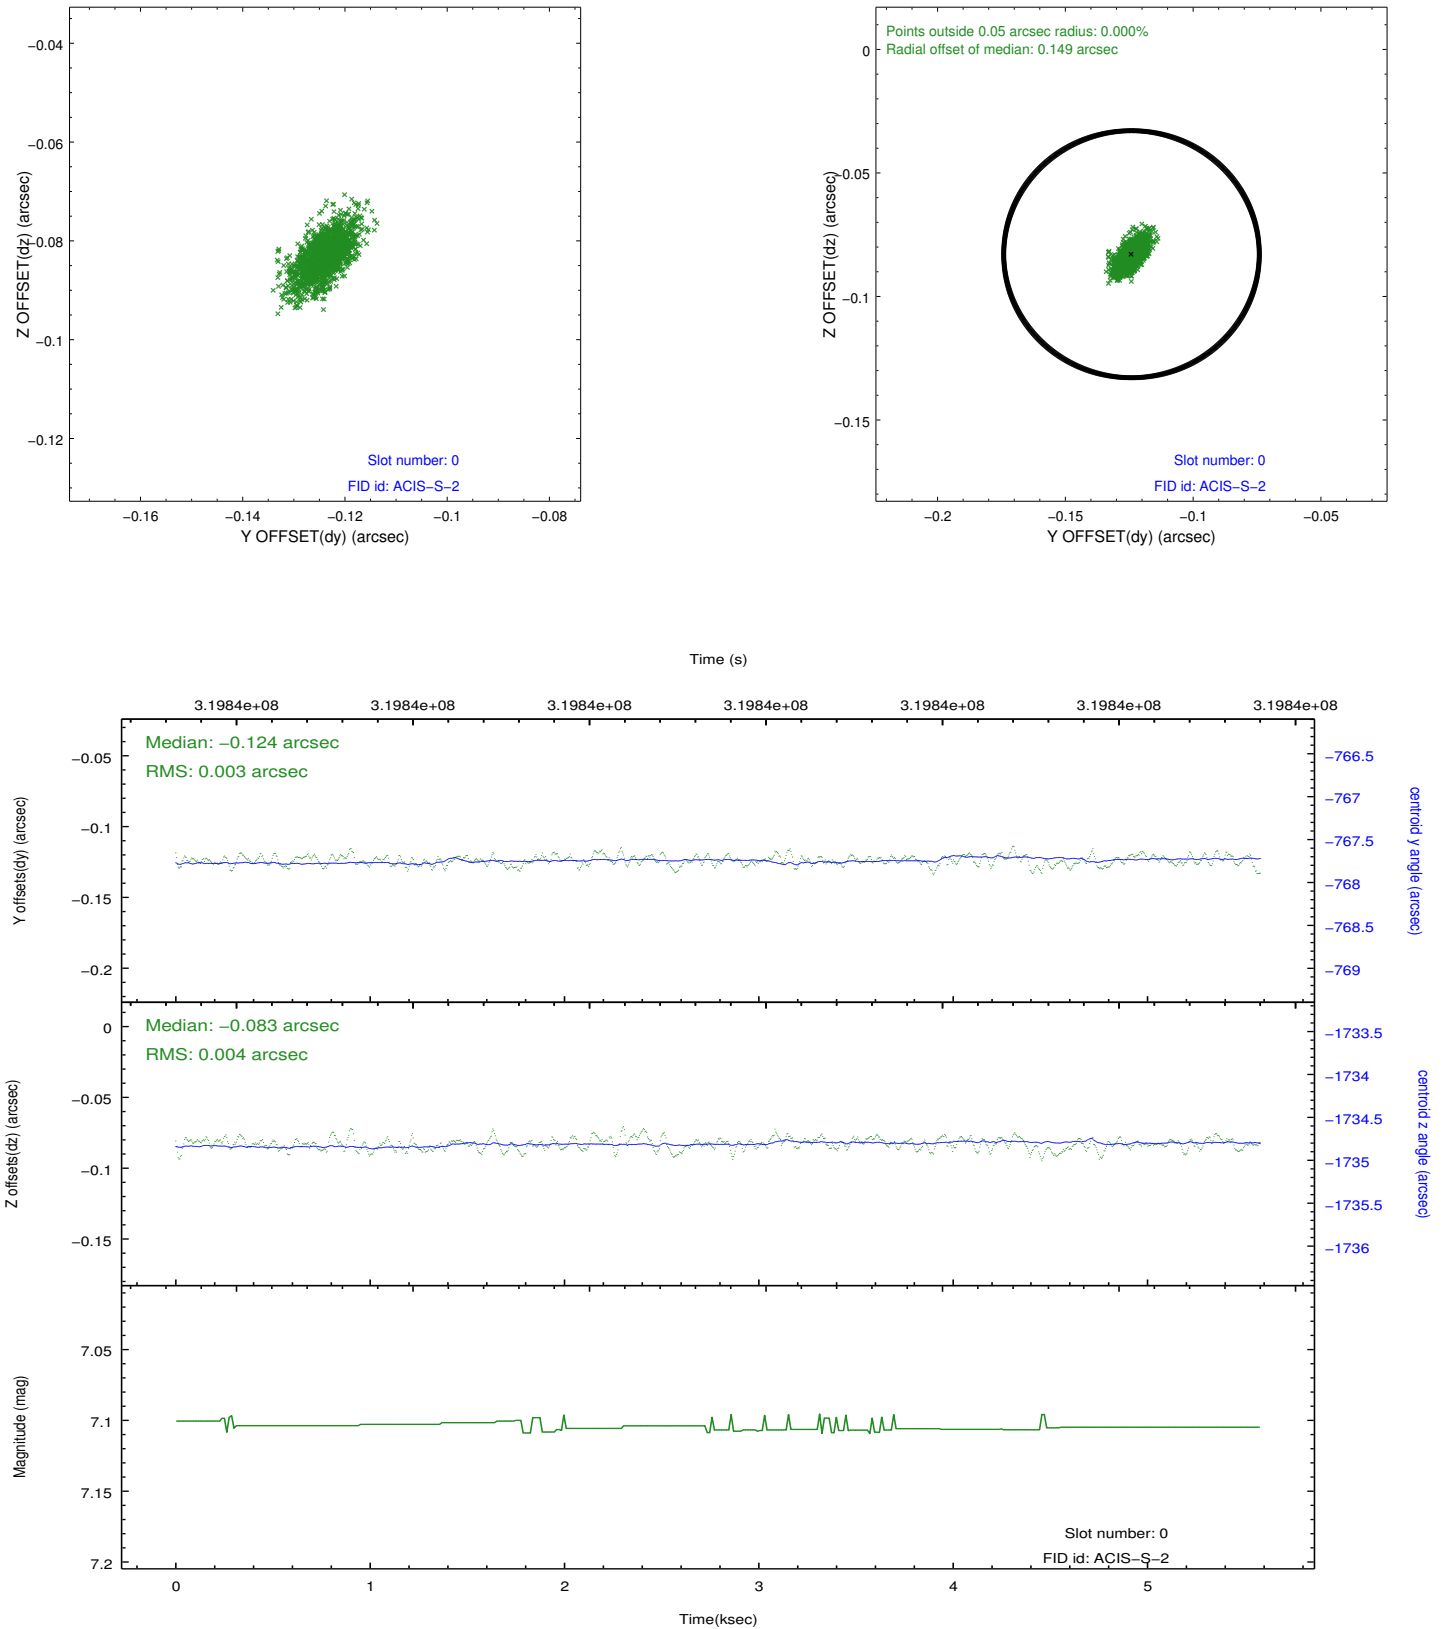 −0.04
−0.06
−0.08
−0.1
−0.12
Z OFFSET(dz) (arcsec)
Slot number: 0
FID id: ACIS−S−2
−0.16
−0.14
−0.12
−0.1
−0.08
Y OFFSET(dy) (arcsec)
Points outside 0.05 arcsec radius: 0.000%
Radial offset of median: 0.149 arcsec
0
−0.05
−0.1
−0.15
Z OFFSET(dz) (arcsec)
Slot number: 0
FID id: ACIS−S−2
−0.2
−0.15
−0.1
−0.05
Y OFFSET(dy) (arcsec)
Time (s)
3.1984e+08
3.1984e+08
3.1984e+08
3.1984e+08
3.1984e+08
3.1984e+08
3.1984e+08
Median: −0.124 arcsec
RMS: 0.003 arcsec
−0.05
−0.1
−0.15
−0.2
Y offsets(dy) (arcsec)
−766.5
−767
−767.5
−768
−768.5
−769
centroid y angle (arcsec)
Median: −0.083 arcsec
RMS: 0.004 arcsec
0
−0.05
−0.1
−0.15
Z offsets(dz) (arcsec)
−1733.5
−1734
−1734.5
−1735
−1735.5
−1736
centroid z angle (arcsec)
7.05
7.1
7.15
7.2
Magnitude (mag)
Slot number: 0
FID id: ACIS−S−2
0
1
2
3
4
5
Time(ksec)